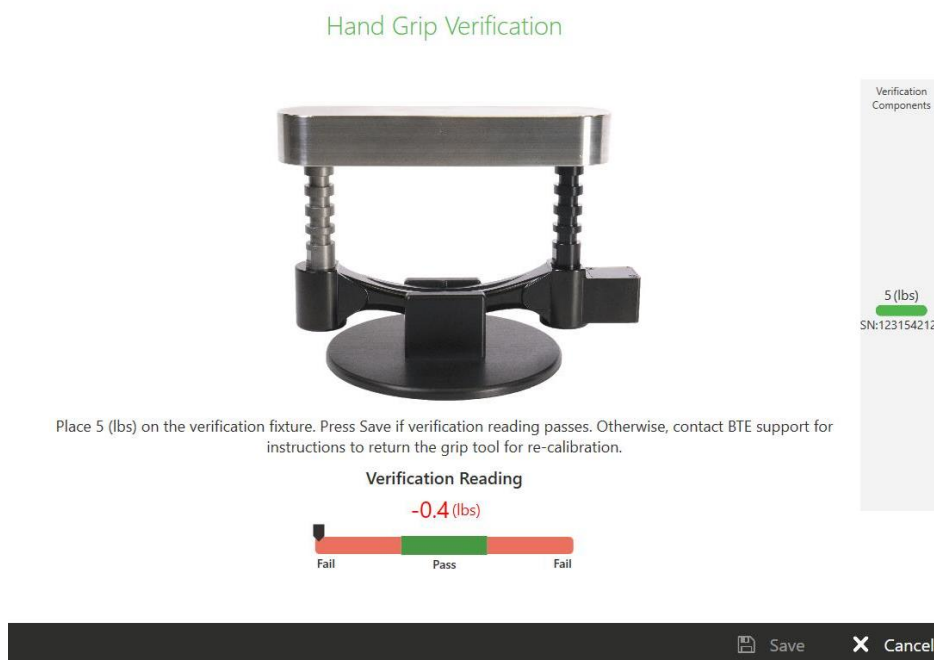 Hand Grip Verification
Verification
Components
5 (lbs)
SN:123154212
Place 5 (lbs) on the verification fixture. Press Save if verification reading passes. Otherwise, contact BTE support for
instructions to return the grip tool for re-calibration.
Verification Reading
-0.4 (lbs)
Fail Pass Fail
Save Cancel